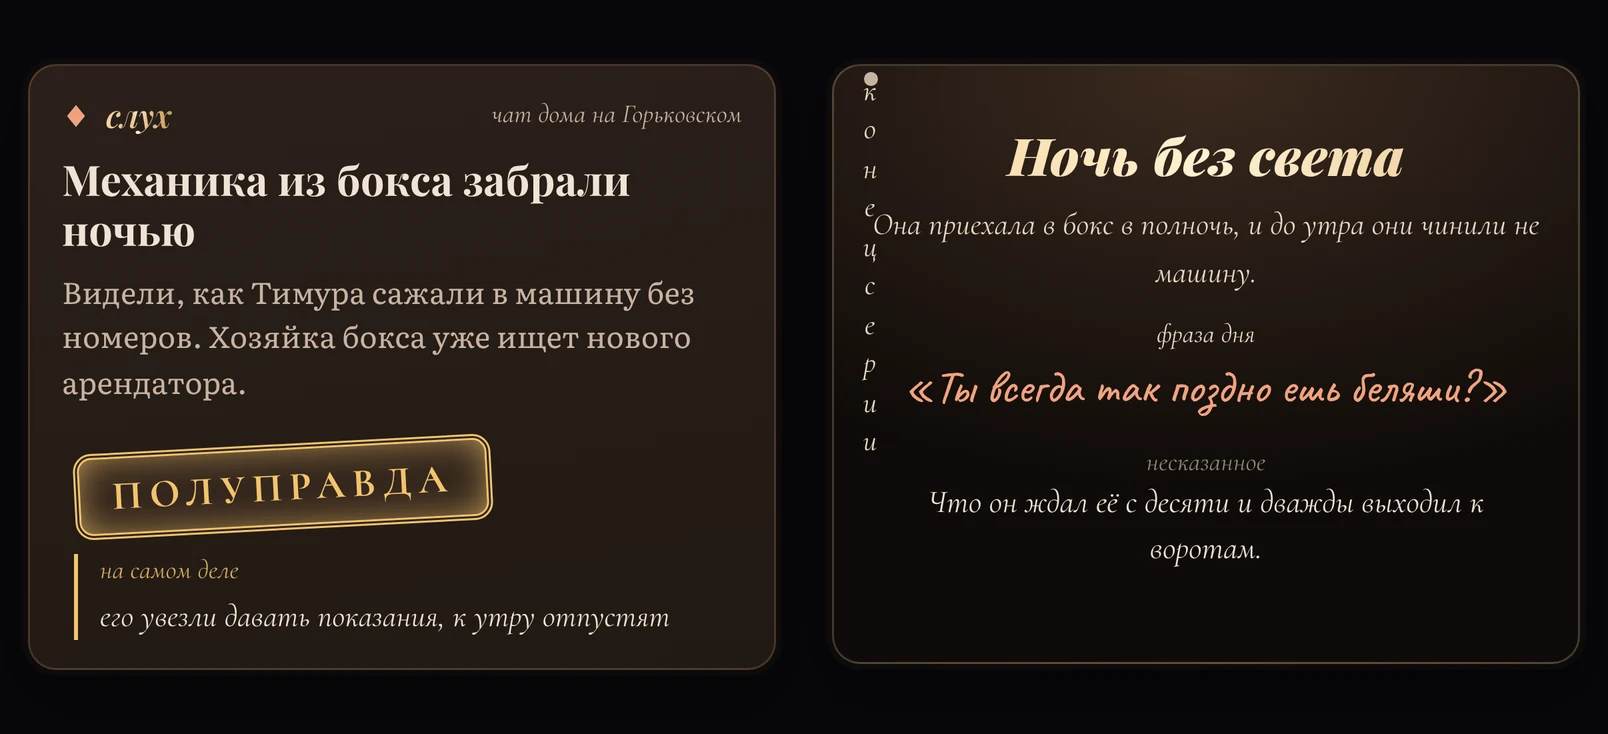 слух
чат дома на Горьковском
Механика из бокса забрали
ночью
Видели, как Тимура сажали в машину без
номеров. Хозяйка бокса уже ищет нового
арендатора.
ПОЛУПРАВДА
на самом деле
его увезли давать показания, к утру отпустят
конец серии
Ночь без света
Она приехала в бокс в полночь, и до утра они чинили не
машину.
фраза дня
«Ты всегда так поздно ешь беляши?»
несказанное
Что он ждал её с десяти и дважды выходил к
воротам.